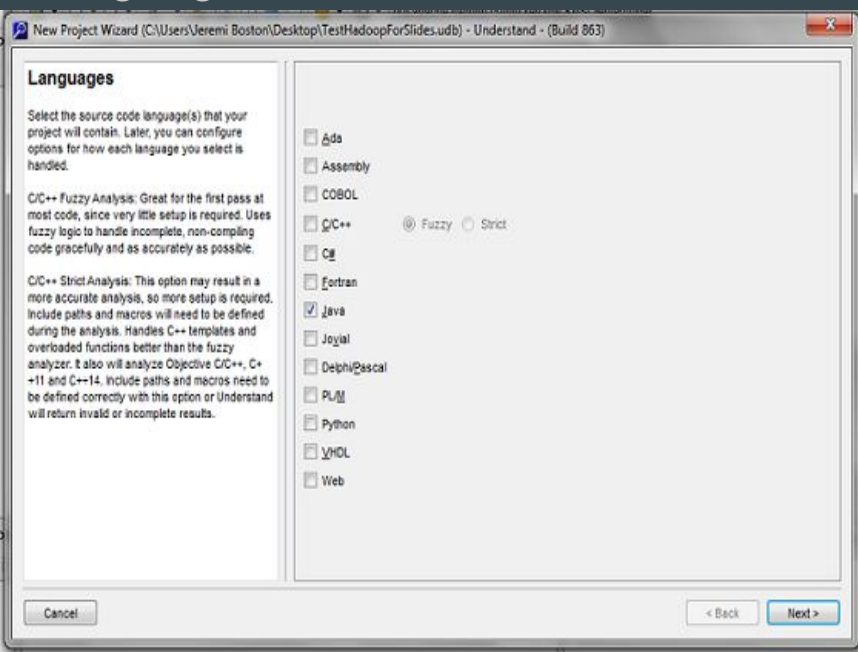 New Project Wizard (C:\Users\Jeremi Boston\Desktop\TestHadoopForSlides.udb) - Understand - (Build 863)
Languages
Select the source code language(s) that your
project will contain. Later, you can configure
options for how each language you select is
handled.
C/C++ Fuzzy Analysis: Great for the first pass at
most code, since very little setup is required. Uses
fuzzy logic to handle incomplete, non-compiling
code gracefully and as accurately as possible.
C/C++ Strict Analysis: This option may result in a
more accurate analysis, so more setup is required.
Include paths and macros will need to be defined
during the analysis. Handles C++ templates and
overloaded functions better than the fuzzy
analyzer. It also will analyze Objective C/C++, C+
+11 and C++14. Include paths and macros need to
be defined correctly with this option or Understand
will return invalid or incomplete results.
Ada
Assembly
COBOL
C/C++ Fuzzy Strict
C#
Fortran
Java
Jovial
Delphi/Pascal
PL/M
Python
VHDL
Web
Cancel
< Back
Next >